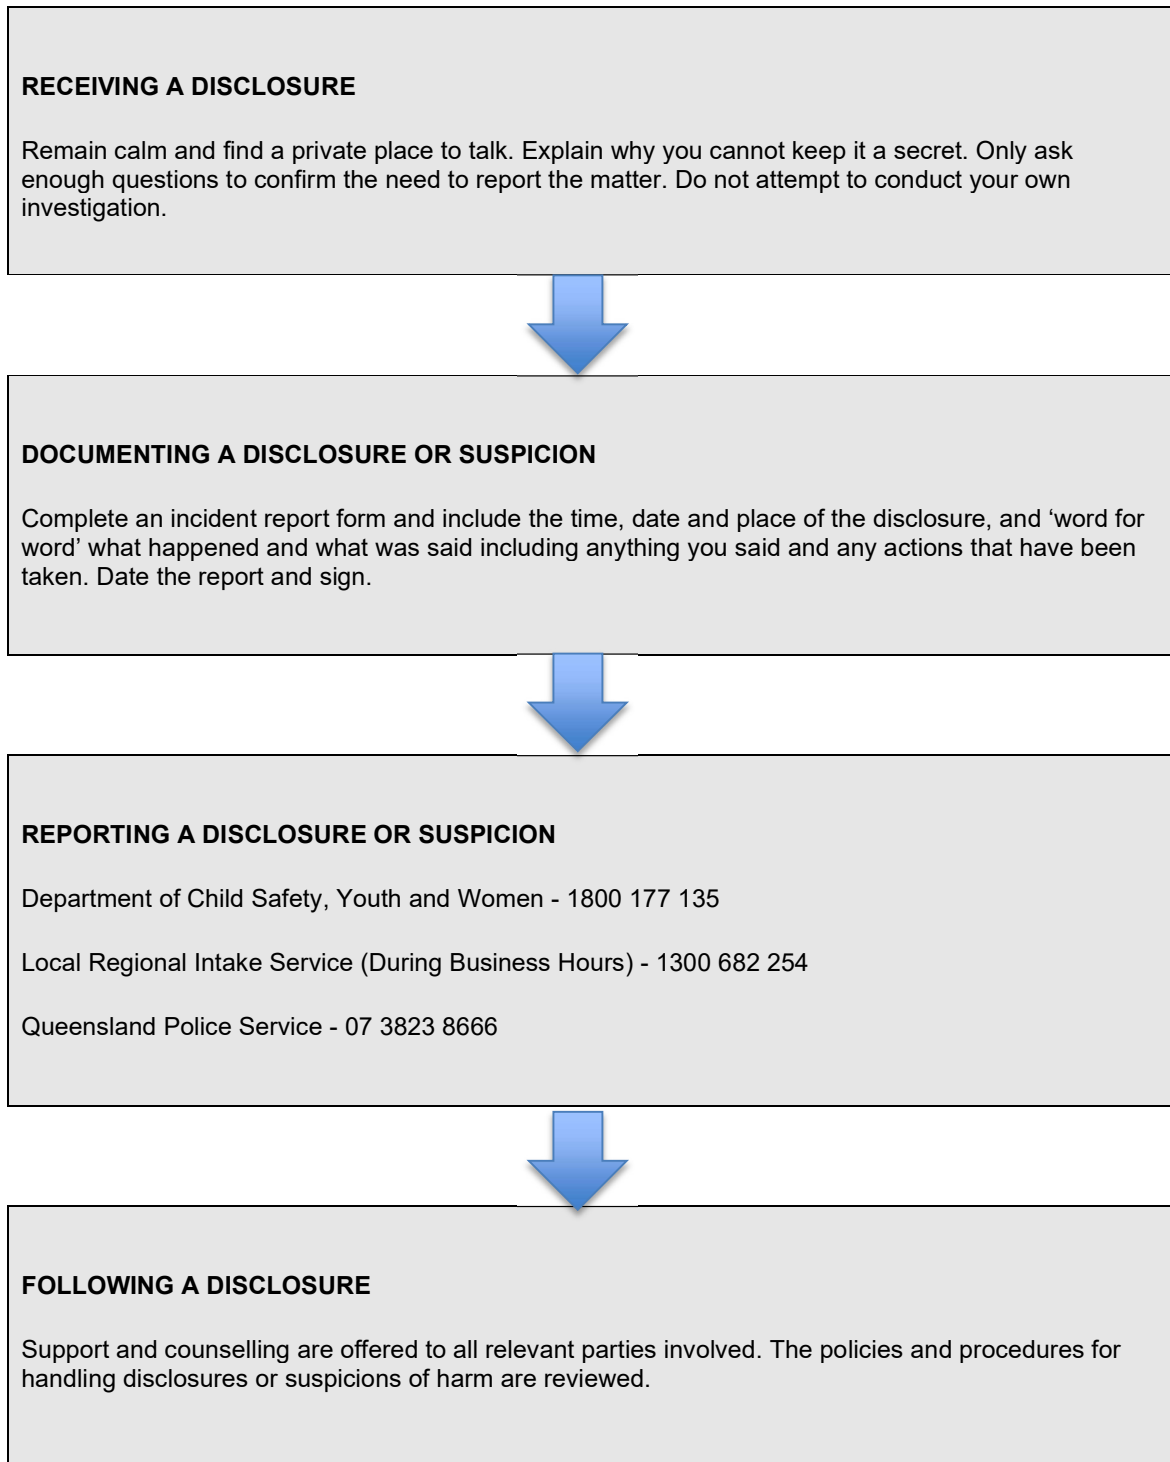 RECEIVING A DISCLOSURE
Remain calm and find a private place to talk. Explain why you cannot keep it a secret. Only ask
enough questions to confirm the need to report the matter. Do not attempt to conduct your own
investigation.
DOCUMENTING A DISCLOSURE OR SUSPICION
Complete an incident report form and include the time, date and place of the disclosure, and ‘word for
word’ what happened and what was said including anything you said and any actions that have been
taken. Date the report and sign.
REPORTING A DISCLOSURE OR SUSPICION
Department of Child Safety, Youth and Women - 1800 177 135
Local Regional Intake Service (During Business Hours) - 1300 682 254
Queensland Police Service - 07 3823 8666
FOLLOWING A DISCLOSURE
Support and counselling are offered to all relevant parties involved. The policies and procedures for
handling disclosures or suspicions of harm are reviewed.